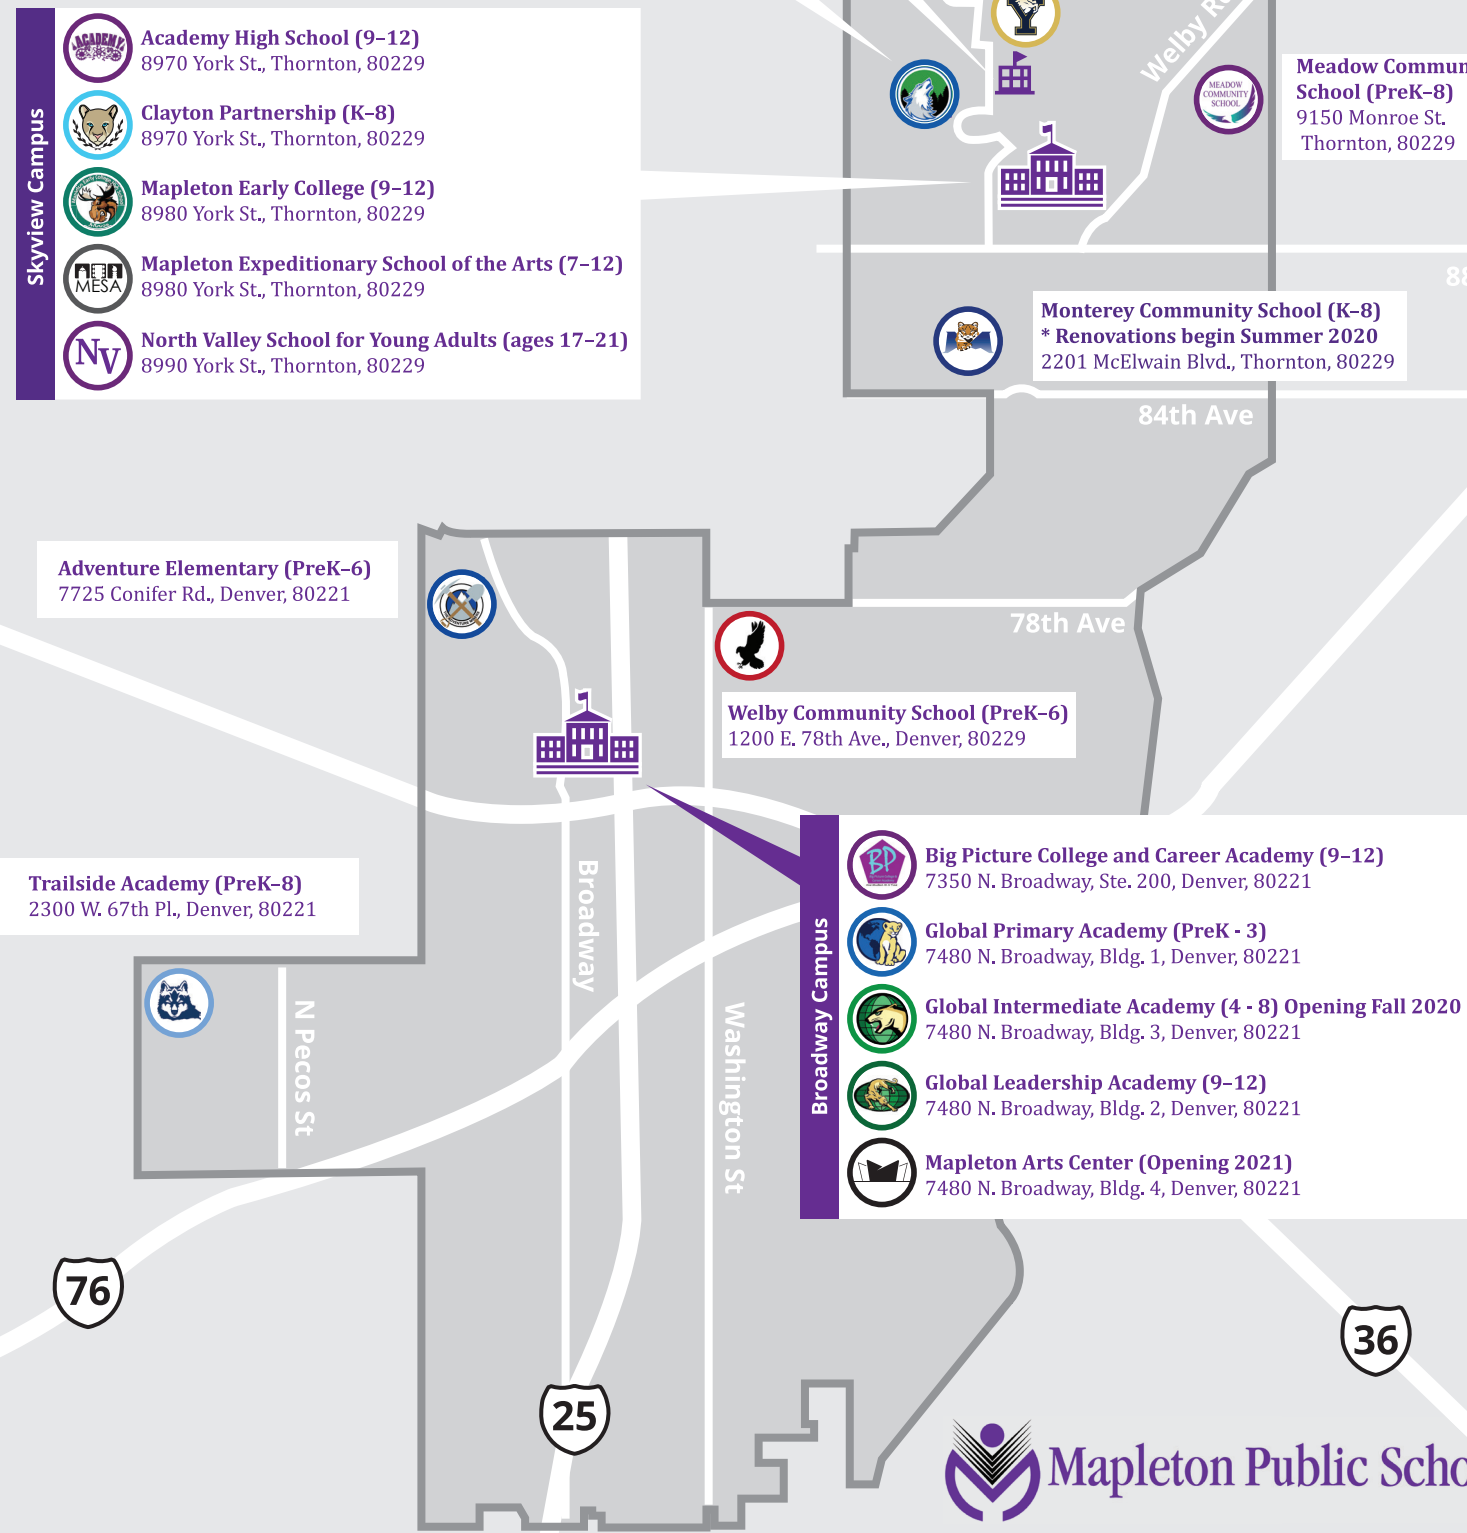 Skyview Campus
Academy High School (9–12)
8970 York St., Thornton, 80229
Clayton Partnership (K–8)
8970 York St., Thornton, 80229
Mapleton Early College (9–12)
8980 York St., Thornton, 80229
Mapleton Expeditionary School of the Arts (7–12)
8980 York St., Thornton, 80229
North Valley School for Young Adults (ages 17–21)
8990 York St., Thornton, 80229
ACADEMY
MESA
NV
Y
Welby
MEADOW
COMMUNITY
SCHOOL
Meadow Commun
School (PreK–8)
9150 Monroe St.
Thornton, 80229
88
Monterey Community School (K–8)
* Renovations begin Summer 2020
2201 McElwain Blvd., Thornton, 80229
84th Ave
Adventure Elementary (PreK–6)
7725 Conifer Rd., Denver, 80221
78th Ave
Welby Community School (PreK–6)
1200 E. 78th Ave., Denver, 80229
Trailside Academy (PreK–8)
2300 W. 67th Pl., Denver, 80221
Broadway
N Pecos St
Washington St
Broadway Campus
BP
Big Picture College and Career Academy (9–12)
7350 N. Broadway, Ste. 200, Denver, 80221
Global Primary Academy (PreK - 3)
7480 N. Broadway, Bldg. 1, Denver, 80221
Global Intermediate Academy (4 - 8) Opening Fall 2020
7480 N. Broadway, Bldg. 3, Denver, 80221
Global Leadership Academy (9–12)
7480 N. Broadway, Bldg. 2, Denver, 80221
Mapleton Arts Center (Opening 2021)
7480 N. Broadway, Bldg. 4, Denver, 80221
76
36
25
Mapleton Public Scho